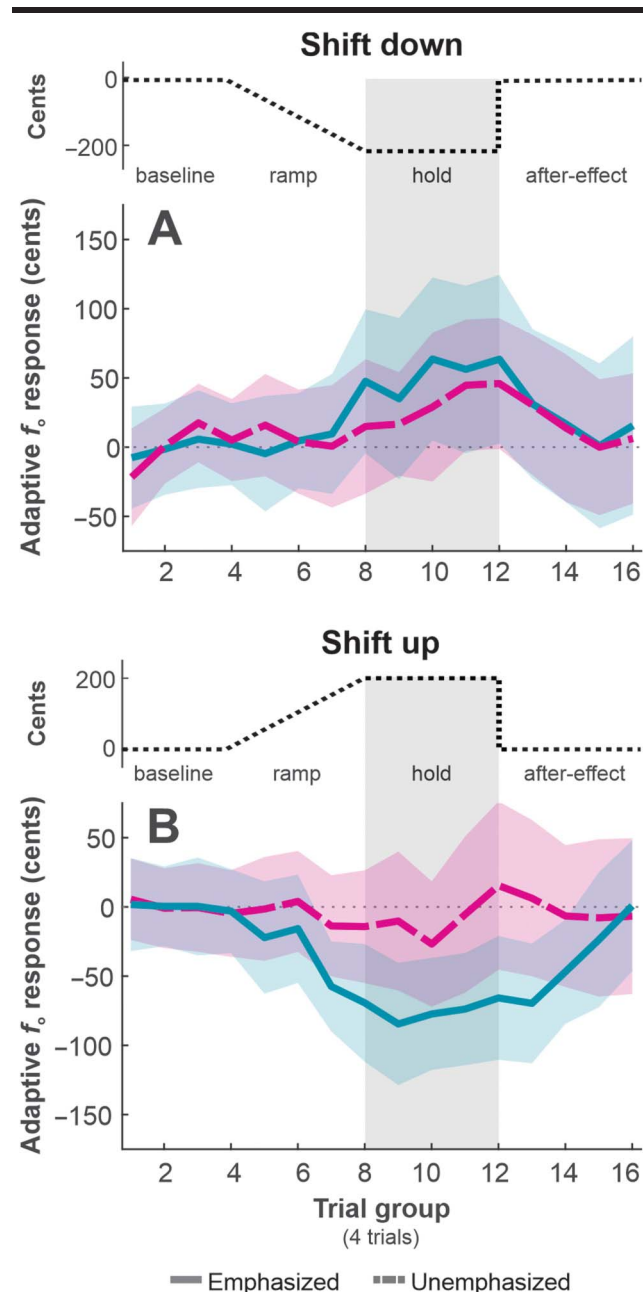 Shift down
Cents
0
−200
baseline ramp hold after-effect
A
Adaptive fₒ response (cents)
150
100
50
0
−50
2 4 6 8 10 12 14 16
Shift up
Cents
200
0
baseline ramp hold after-effect
B
Adaptive fₒ response (cents)
50
0
−50
−100
−150
2 4 6 8 10 12 14 16
Trial group
(4 trials)
Emphasized Unemphasized